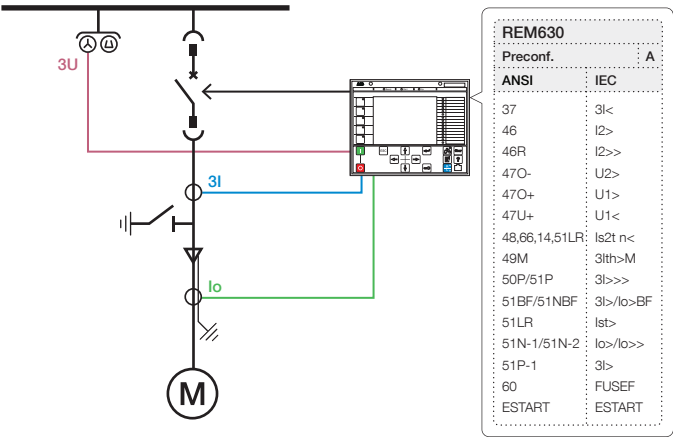 3U
3I
Io
M
REM630
Preconf. A
ANSI IEC
37 3I<
46 I2>
46R I2>>
47O- U2>
47O+ U1>
47U+ U1<
48,66,14,51LR Is2t n<
49M 3Ith>M
50P/51P 3I>>>
51BF/51NBF 3I>/Io>BF
51LR Ist>
51N-1/51N-2 Io>/Io>>
51P-1 3I>
60 FUSEF
ESTART ESTART